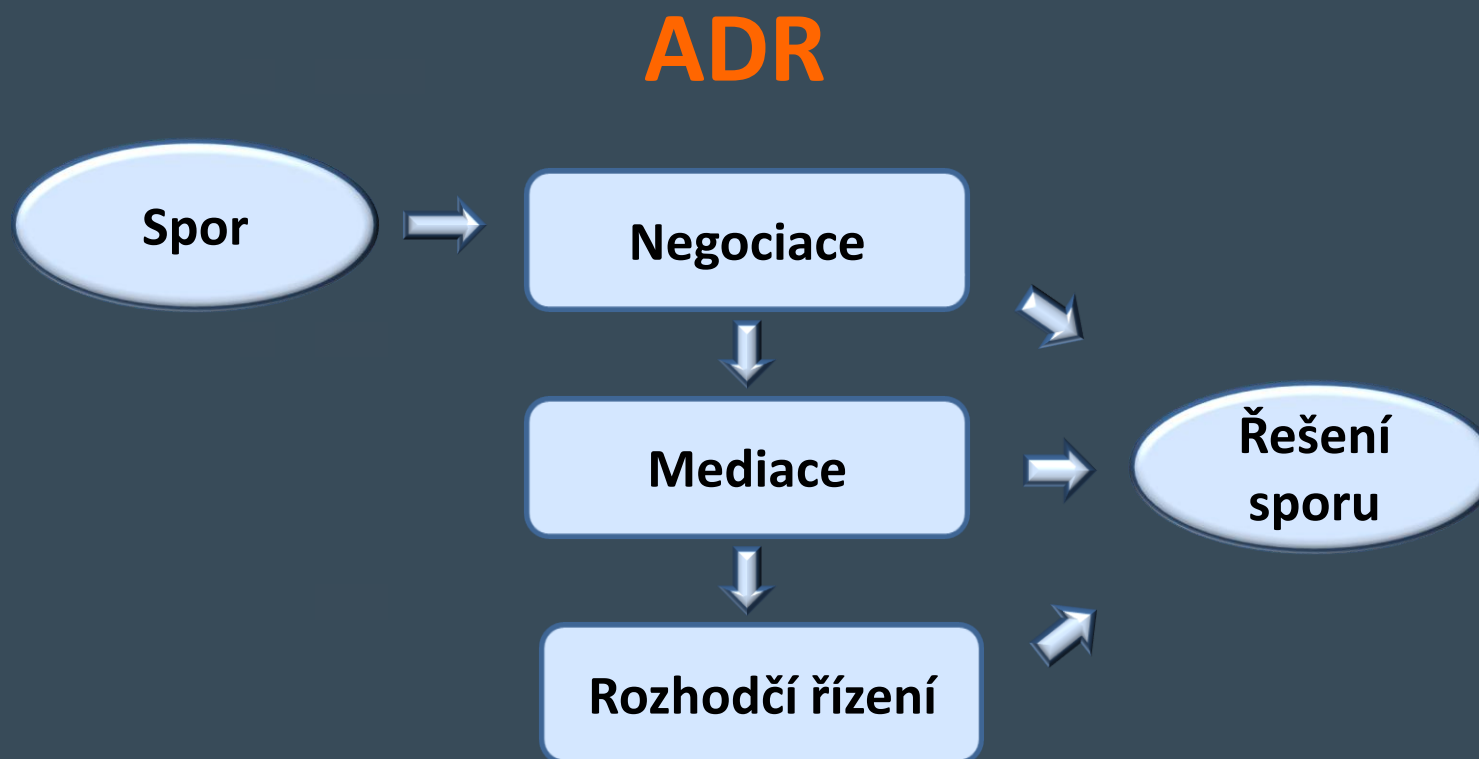 ADR
Spor
Negociace
Mediace
Řešení
sporu
Rozhodčí řízení